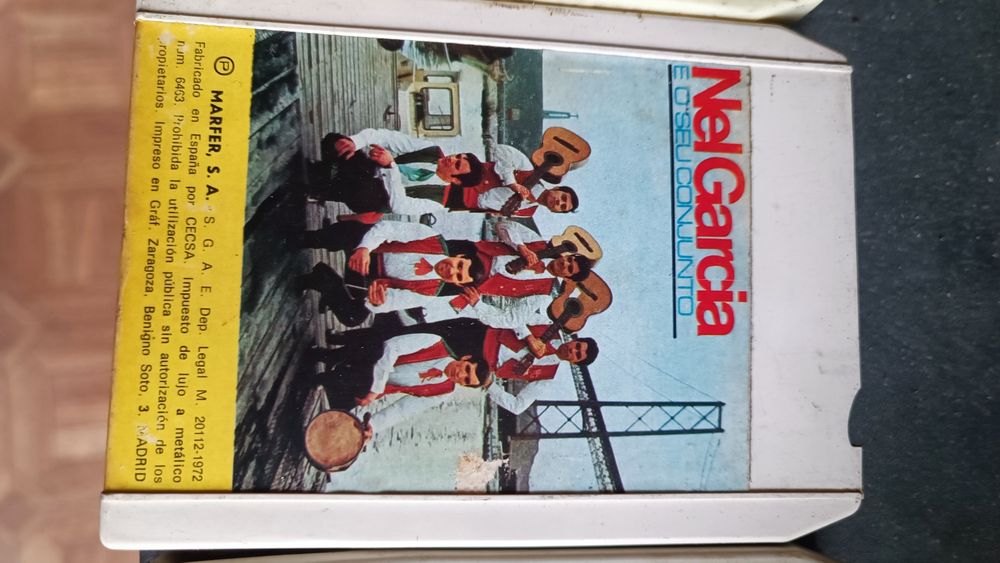 Nel Garcia
E O SEU CONJUNTO
Ⓟ MARFER, S. A. S. G. A. E. Dep. Legal M. 20112-1972
Fabricado en España por CECSA. Impuesto de lujo a metálico
núm. 6463. Prohibida la utilización pública sin autorización de los
propietarios. Impreso en Gráf. Zaragoza, Benigno Soto, 3. MADRID